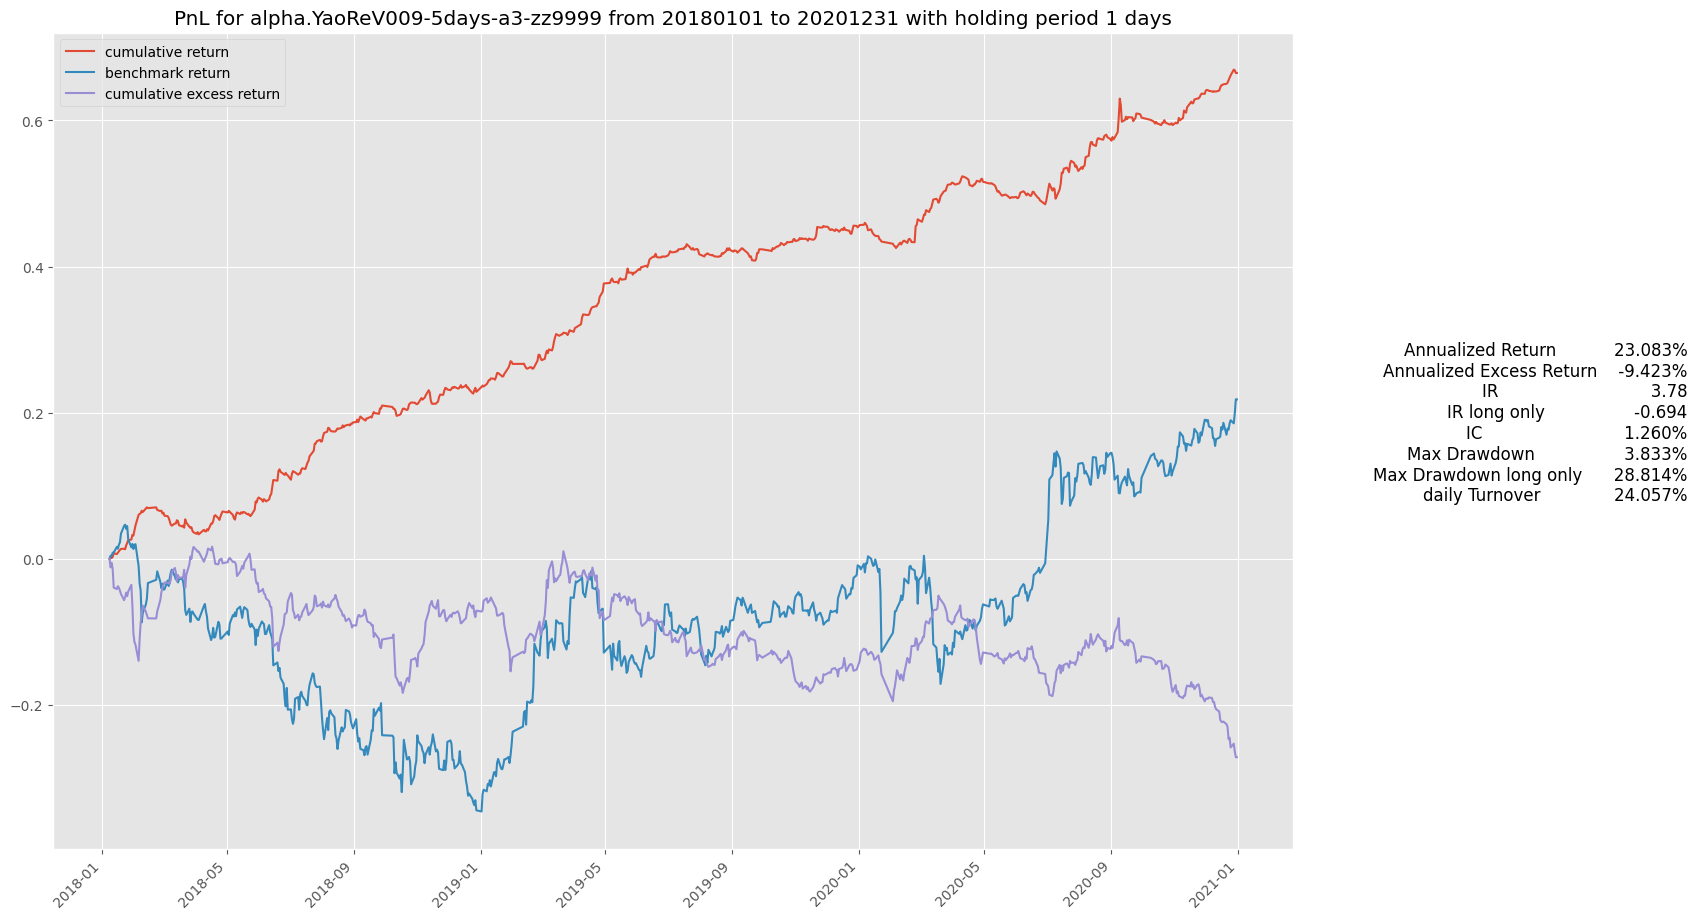 PnL for alpha.YaoReV009-5days-a3-zz9999 from 20180101 to 20201231 with holding period 1 days
cumulative return
benchmark return
cumulative excess return
0.6
0.4
0.2
0.0
−0.2
2018-01
2018-05
2018-09
2019-01
2019-05
2019-09
2020-01
2020-05
2020-09
2021-01
Annualized Return 23.083%
Annualized Excess Return -9.423%
IR 3.78
IR long only -0.694
IC 1.260%
Max Drawdown 3.833%
Max Drawdown long only 28.814%
daily Turnover 24.057%